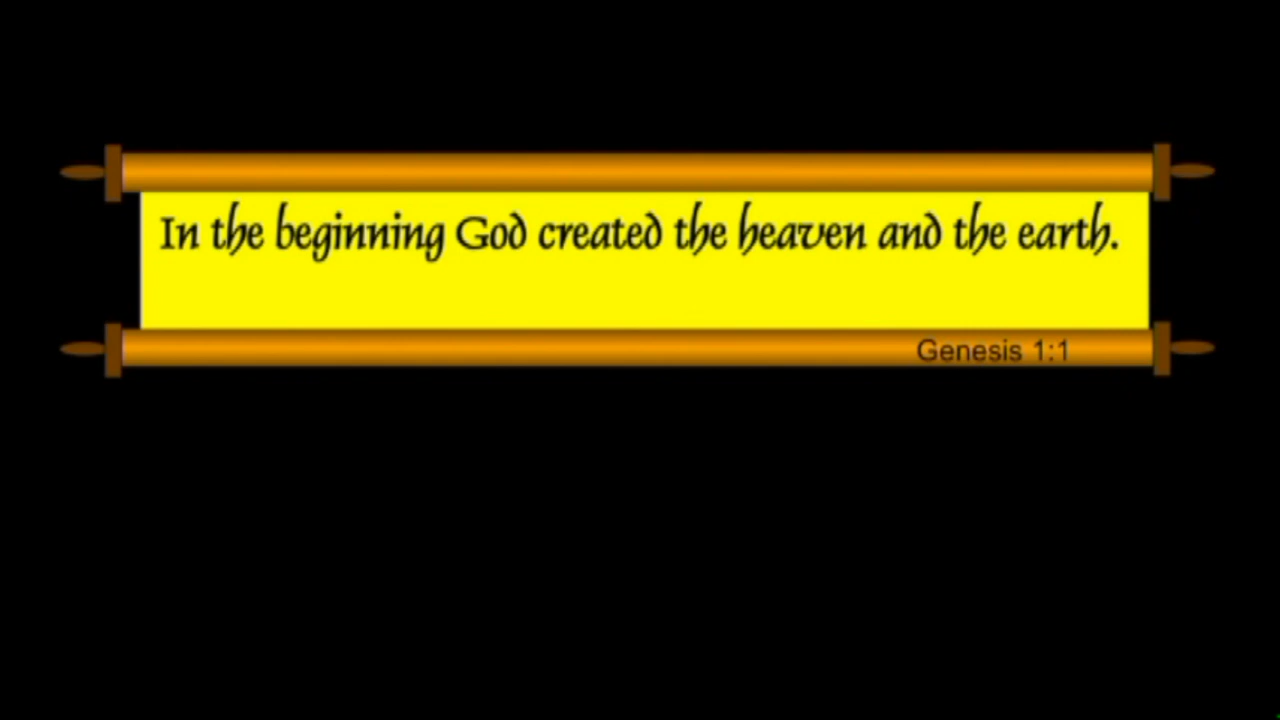 In the beginning God created the heaven and the earth.
Genesis 1:1